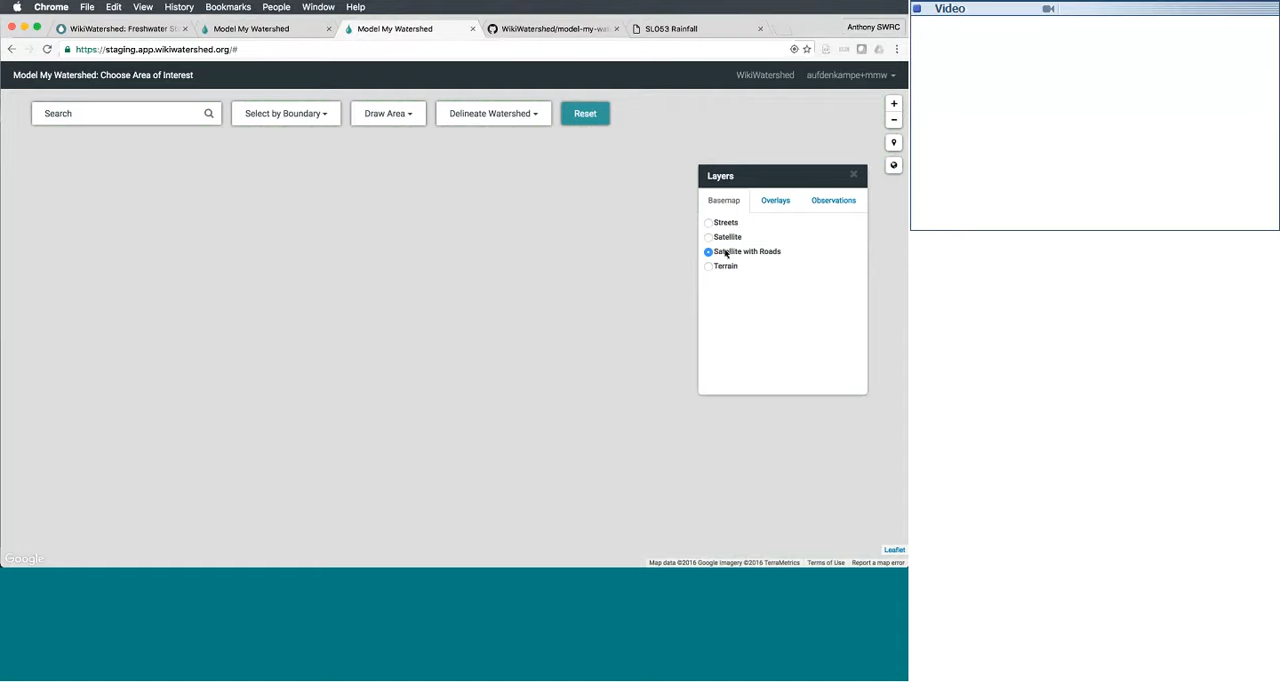 Chrome File Edit View History Bookmarks People Window Help
Video
WikiWatershed: Freshwater St
Model My Watershed
Model My Watershed
WikiWatershed/model-my-wat
SL053 Rainfall
Anthony SWRC
https://staging.app.wikiwatershed.org/#
Model My Watershed: Choose Area of Interest
WikiWatershed
aufdenkampe+mmw
Search
Select by Boundary
Draw Area
Delineate Watershed
Reset
+
-
Layers
Basemap
Overlays
Observations
Streets
Satellite
Satellite with Roads
Terrain
Google
Leaflet
Map data ©2016 Google Imagery ©2016 TerraMetrics
Terms of Use
Report a map error